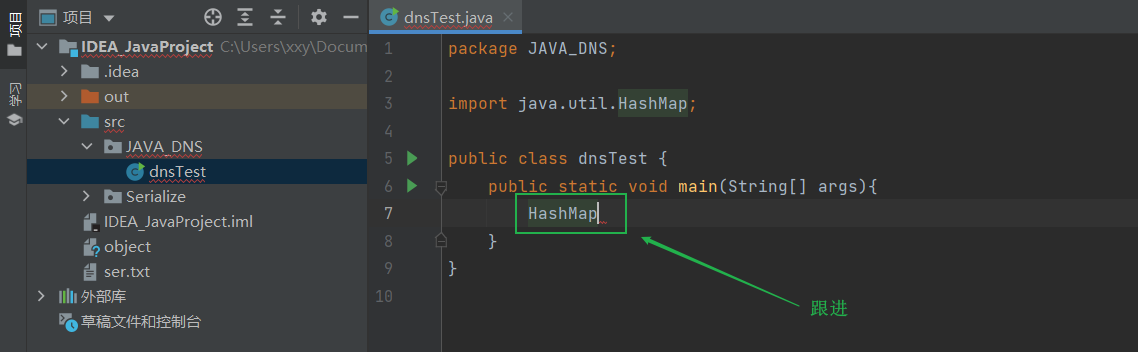 项目
学习
项目
IDEA_JavaProject C:\Users\xxy\Docum
.idea
out
src
JAVA_DNS
dnsTest
Serialize
IDEA_JavaProject.iml
object
ser.txt
外部库
草稿文件和控制台
dnsTest.java
1 package JAVA_DNS;
2
3 import java.util.HashMap;
4
5 public class dnsTest {
6 public static void main(String[] args){
7 HashMap
8 }
9 }
10
跟进